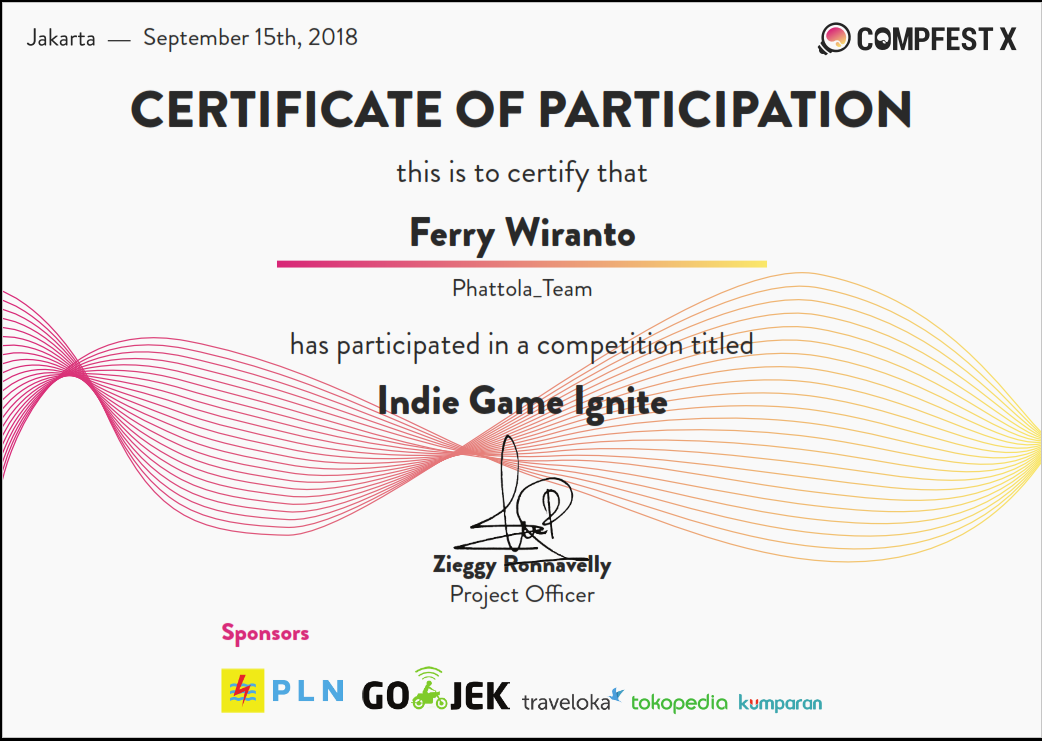 Jakarta — September 15th, 2018
COMPFEST X
CERTIFICATE OF PARTICIPATION
this is to certify that
Ferry Wiranto
Phattola_Team
has participated in a competition titled
Indie Game Ignite
Zieggy Ronnavelly
Project Officer
Sponsors
PLN GOJEK traveloka tokopedia kumparan